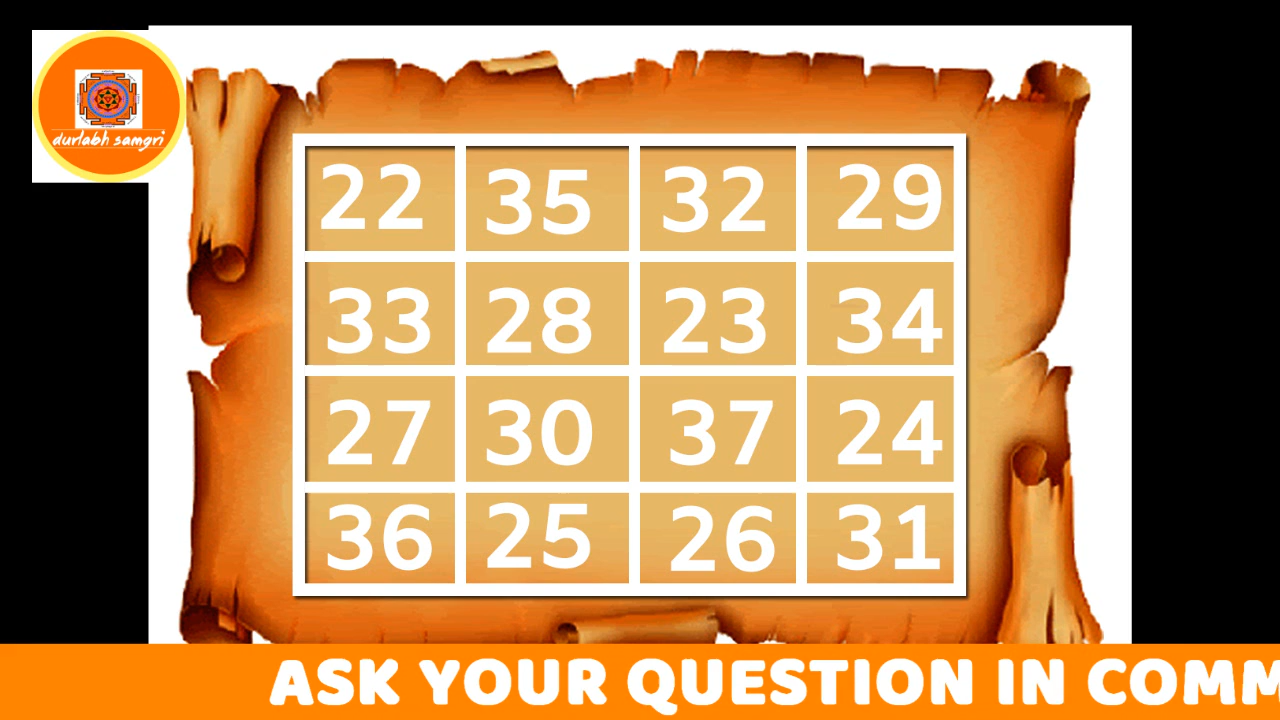 durlabh samgri
22 35 32 29
33 28 23 34
27 30 37 24
36 25 26 31
ASK YOUR QUESTION IN COMM